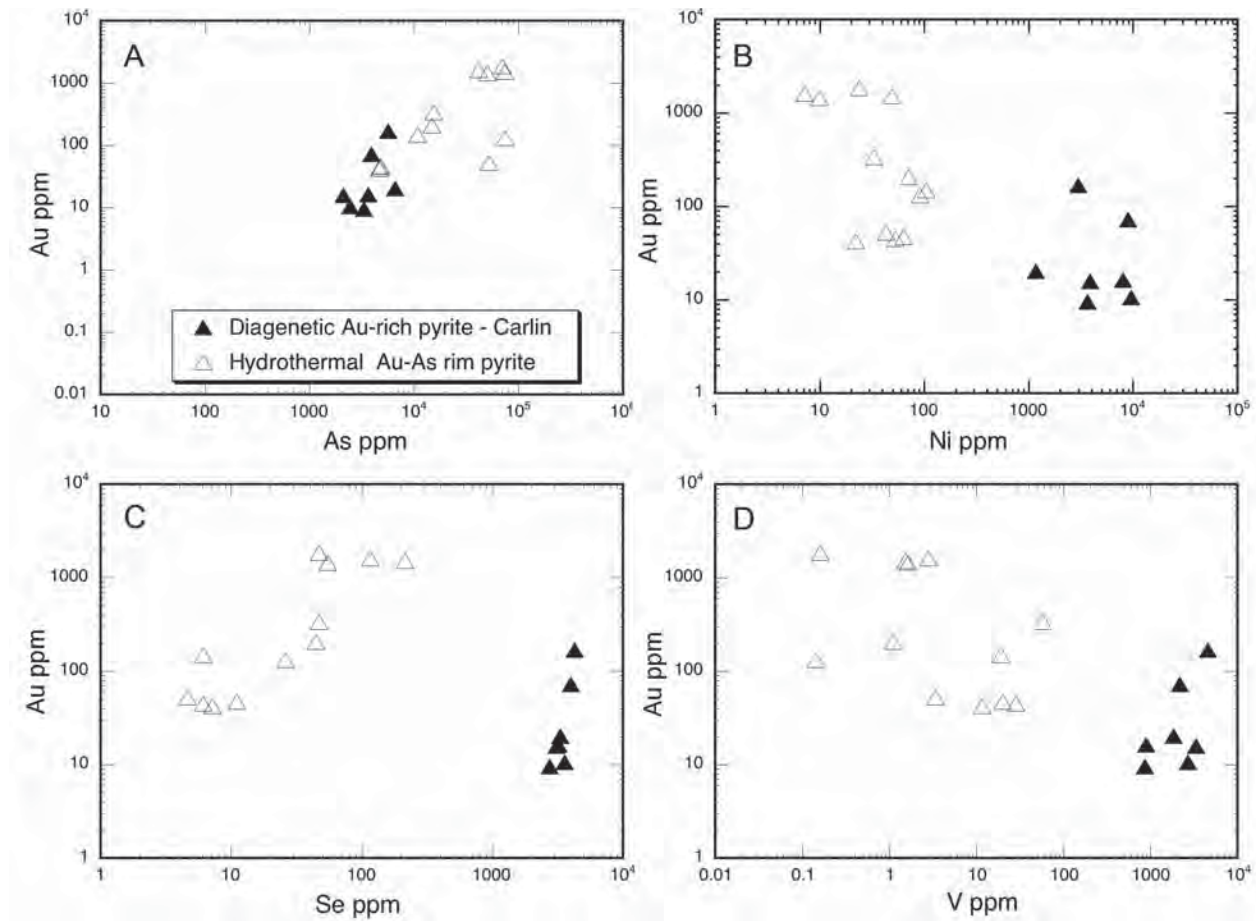 A
10⁴
1000
100
10
1
0.1
0.01
Au ppm
Diagenetic Au-rich pyrite - Carlin
Hydrothermal Au-As rim pyrite
10 100 1000 10⁴ 10⁵ 10⁶
As ppm
B
10⁴
1000
100
10
1
Au ppm
1 10 100 1000 10⁴ 10⁵
Ni ppm
C
10⁴
1000
100
10
1
Au ppm
1 10 100 1000 10⁴
Se ppm
D
10⁴
1000
100
10
1
Au ppm
0.01 0.1 1 10 100 1000 10⁴
V ppm